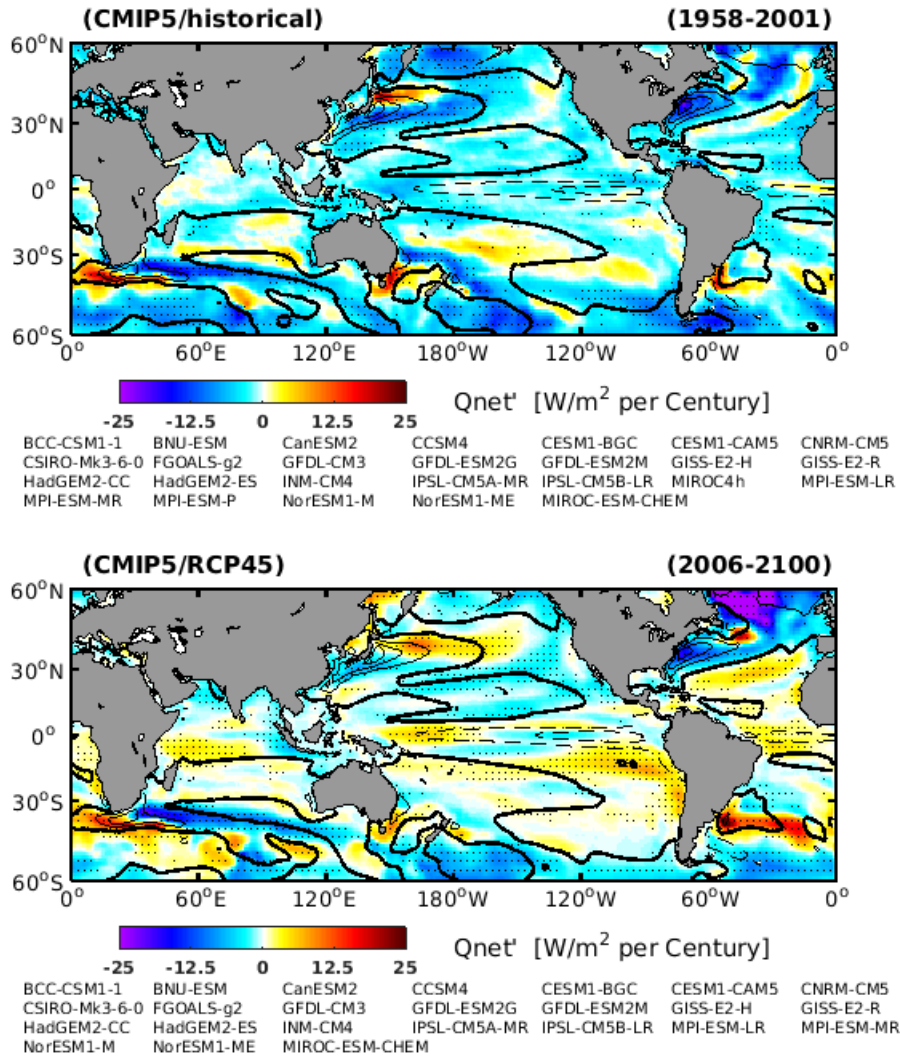 (CMIP5/historical) (1958-2001)
60°N
30°N
0°
30°S
60°S
0° 60°E 120°E 180°W 120°W 60°W 0°
-25 -12.5 0 12.5 25
Qnet' [W/m² per Century]
BCC-CSM1-1 BNU-ESM CanESM2 CCSM4 CESM1-BGC CESM1-CAM5 CNRM-CM5
CSIRO-Mk3-6-0 FGOALS-g2 GFDL-CM3 GFDL-ESM2G GFDL-ESM2M GISS-E2-H GISS-E2-R
HadGEM2-CC HadGEM2-ES INM-CM4 IPSL-CM5A-MR IPSL-CM5B-LR MIROC4h MPI-ESM-LR
MPI-ESM-MR MPI-ESM-P NorESM1-M NorESM1-ME MIROC-ESM-CHEM
(CMIP5/RCP45) (2006-2100)
60°N
30°N
0°
30°S
60°S
0° 60°E 120°E 180°W 120°W 60°W 0°
-25 -12.5 0 12.5 25
Qnet' [W/m² per Century]
BCC-CSM1-1 BNU-ESM CanESM2 CCSM4 CESM1-BGC CESM1-CAM5 CNRM-CM5
CSIRO-Mk3-6-0 FGOALS-g2 GFDL-CM3 GFDL-ESM2G GFDL-ESM2M GISS-E2-H GISS-E2-R
HadGEM2-CC HadGEM2-ES INM-CM4 IPSL-CM5A-MR IPSL-CM5B-LR MPI-ESM-LR MPI-ESM-MR
NorESM1-M NorESM1-ME MIROC-ESM-CHEM